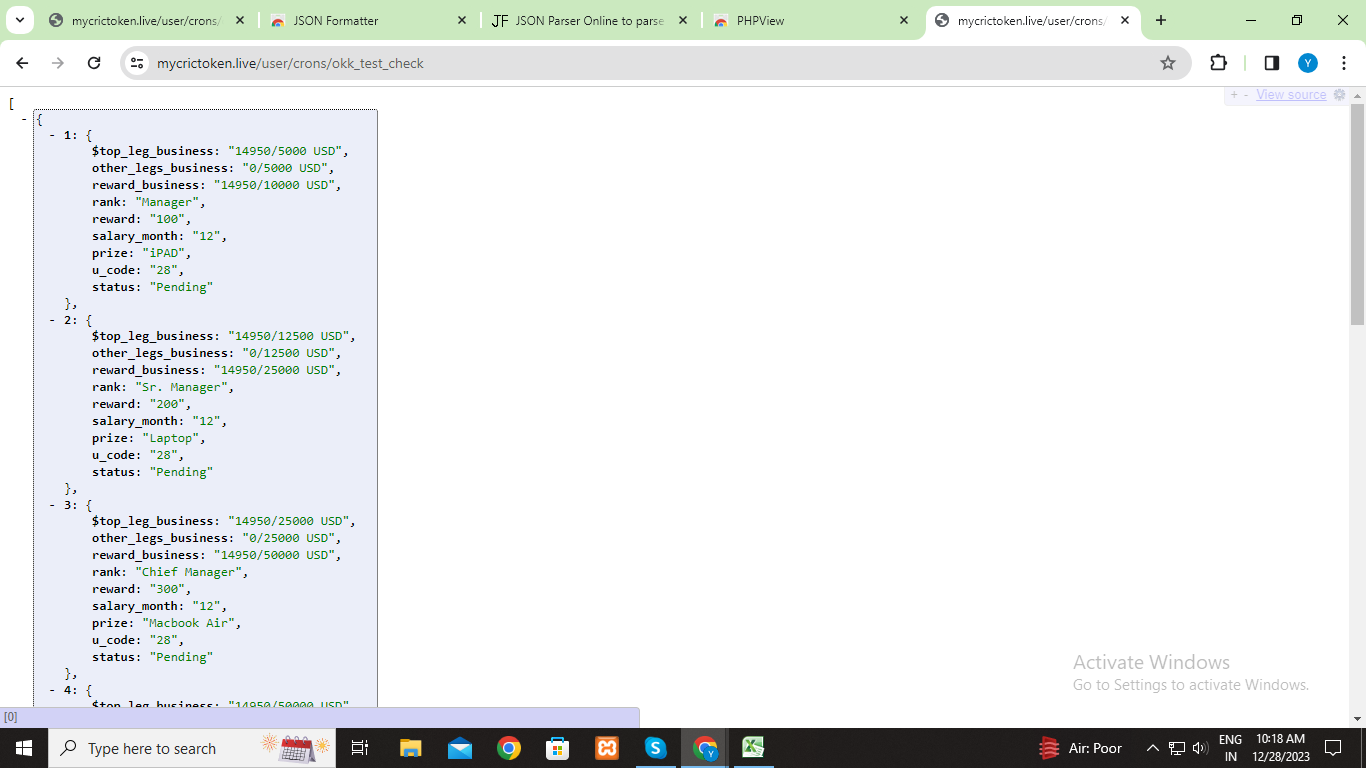 mycrictoken.live/user/crons/
JSON Formatter
JF JSON Parser Online to parse
PHPView
mycrictoken.live/user/crons/
mycrictoken.live/user/crons/okk_test_check
Y
+ - View source
[
- {
- 1: {
$top_leg_business: "14950/5000 USD",
other_legs_business: "0/5000 USD",
reward_business: "14950/10000 USD",
rank: "Manager",
reward: "100",
salary_month: "12",
prize: "iPAD",
u_code: "28",
status: "Pending"
},
- 2: {
$top_leg_business: "14950/12500 USD",
other_legs_business: "0/12500 USD",
reward_business: "14950/25000 USD",
rank: "Sr. Manager",
reward: "200",
salary_month: "12",
prize: "Laptop",
u_code: "28",
status: "Pending"
},
- 3: {
$top_leg_business: "14950/25000 USD",
other_legs_business: "0/25000 USD",
reward_business: "14950/50000 USD",
rank: "Chief Manager",
reward: "300",
salary_month: "12",
prize: "Macbook Air",
u_code: "28",
status: "Pending"
},
- 4: {
$top_leg_business: "14950/50000 USD"
Activate Windows
Go to Settings to activate Windows.
[0]
Type here to search
Y
Air: Poor
ENG
IN
10:18 AM
12/28/2023